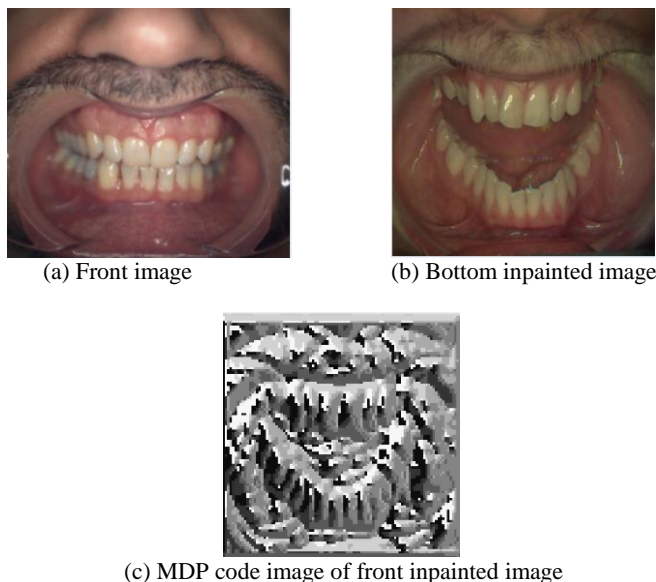 (a) Front image
(b) Bottom inpainted image
(c) MDP code image of front inpainted image